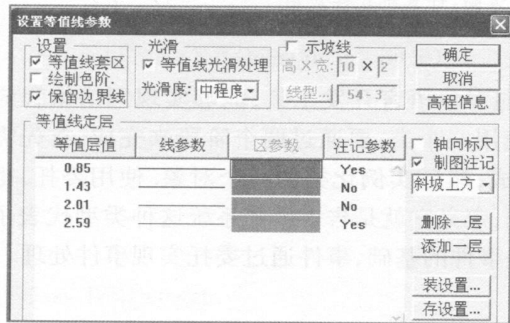 设置等值线参数
设置
等值线套区
绘制色阶.
保留边界线
光滑
等值线光滑处理
光滑度: 中程度
示坡线
高×宽: 10 × 2
线型... 54-3
确定
取消
高程信息
等值线定层
等值层值 线参数 区参数 注记参数
0.85 Yes
1.43 No
2.01 No
2.59 Yes
轴向标尺
制图注记
斜坡上方
删除一层
添加一层
装设置...
存设置...